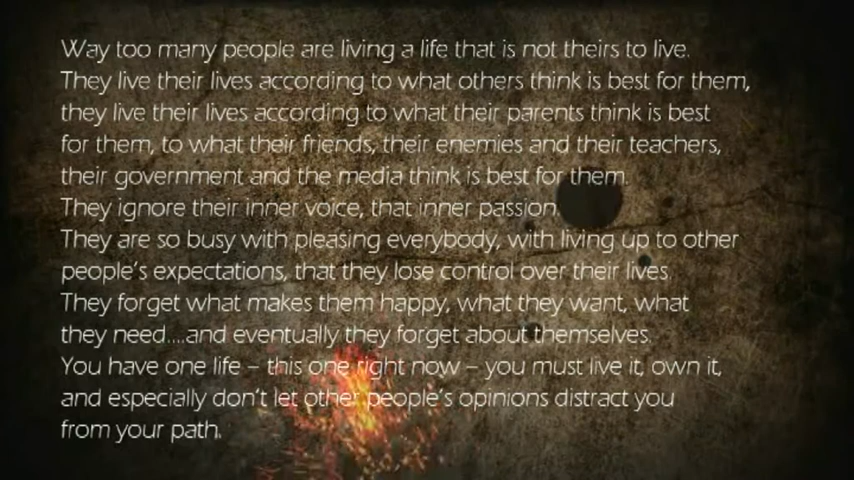 Way too many people are living a life that is not theirs to live.
They live their lives according to what others think is best for them,
they live their lives according to what their parents think is best
for them, to what their friends, their enemies and their teachers,
their government and the media think is best for them.
They ignore their inner voice, that inner passion.
They are so busy with pleasing everybody, with living up to other
people's expectations, that they lose control over their lives.
They forget what makes them happy, what they want, what
they need....and eventually they forget about themselves.
You have one life – this one right now – you must live it, own it,
and especially don't let other people's opinions distract you
from your path.